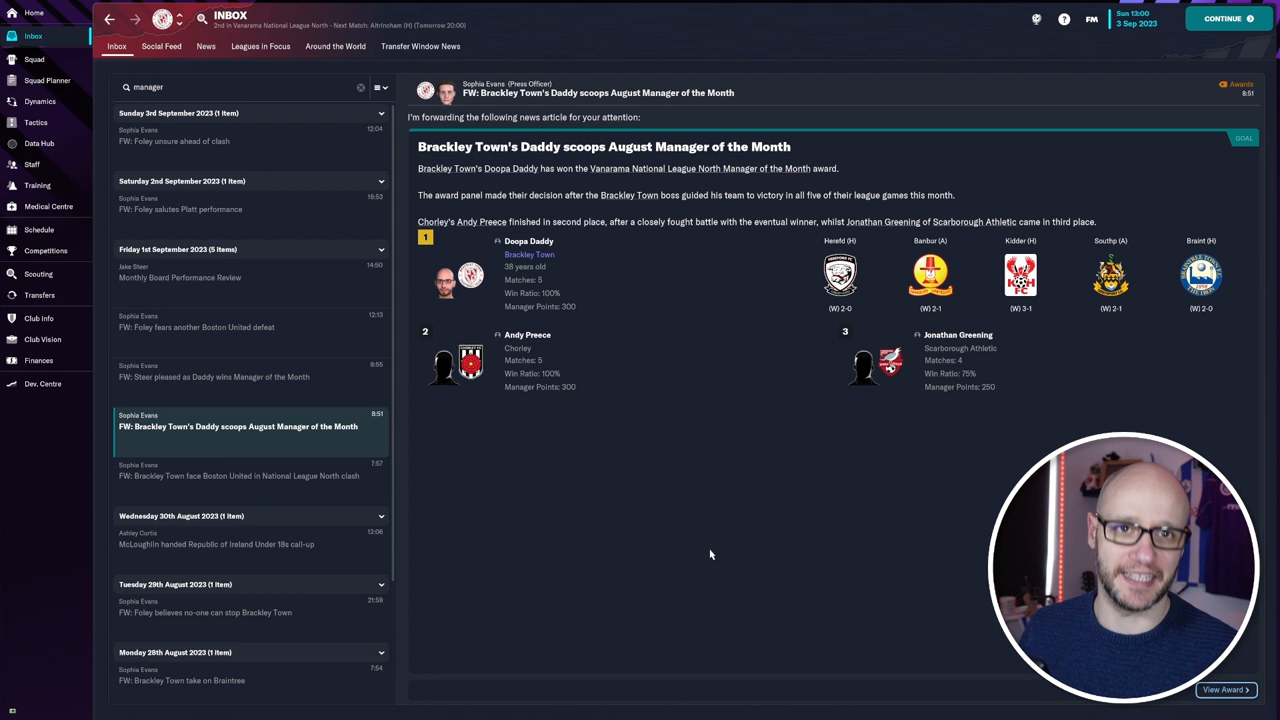 Home
Inbox
Squad
Squad Planner
Dynamics
Tactics
Data Hub
Staff
Training
Medical Centre
Schedule
Competitions
Scouting
Transfers
Club Info
Club Vision
Finances
Dev. Centre
INBOX
2nd in Vanarama National League North - Next Match: Altrincham (H) (Tomorrow 20:00)
FM
Sun 13:00
3 Sep 2023
CONTINUE
Inbox
Social Feed
News
Leagues in Focus
Around the World
Transfer Window News
manager
Sunday 3rd September 2023 (1 item)
Sophia Evans 12:04
FW: Foley unsure ahead of clash
Saturday 2nd September 2023 (1 item)
Sophia Evans 16:53
FW: Foley salutes Platt performance
Friday 1st September 2023 (5 items)
Jake Steer 14:50
Monthly Board Performance Review
Sophia Evans 12:13
FW: Foley fears another Boston United defeat
Sophia Evans 8:55
FW: Steer pleased as Daddy wins Manager of the Month
Sophia Evans 8:51
FW: Brackley Town's Daddy scoops August Manager of the Month
Sophia Evans 7:57
FW: Brackley Town face Boston United in National League North clash
Wednesday 30th August 2023 (1 item)
Ashley Curtis 12:06
McLoughlin handed Republic of Ireland Under 18s call-up
Tuesday 29th August 2023 (1 item)
Sophia Evans 21:59
FW: Foley believes no-one can stop Brackley Town
Monday 28th August 2023 (1 item)
Sophia Evans 7:54
FW: Brackley Town take on Braintree
Sophia Evans (Press Officer)
FW: Brackley Town's Daddy scoops August Manager of the Month
Awards
8:51
I'm forwarding the following news article for your attention:
GOAL
Brackley Town's Daddy scoops August Manager of the Month
Brackley Town's Doopa Daddy has won the Vanarama National League North Manager of the Month award.
The award panel made their decision after the Brackley Town boss guided his team to victory in all five of their league games this month.
Chorley's Andy Preece finished in second place, after a closely fought battle with the eventual winner, whilst Jonathan Greening of Scarborough Athletic came in third place.
1
Doopa Daddy
Brackley Town
38 years old
Matches: 5
Win Ratio: 100%
Manager Points: 300
Herefd (H) Banbur (A) Kidder (H) Southp (A) Braint (H)
(W) 2-0 (W) 2-1 (W) 3-1 (W) 2-1 (W) 2-0
2
Andy Preece
Chorley
Matches: 5
Win Ratio: 100%
Manager Points: 300
3
Jonathan Greening
Scarborough Athletic
Matches: 4
Win Ratio: 75%
Manager Points: 250
View Award